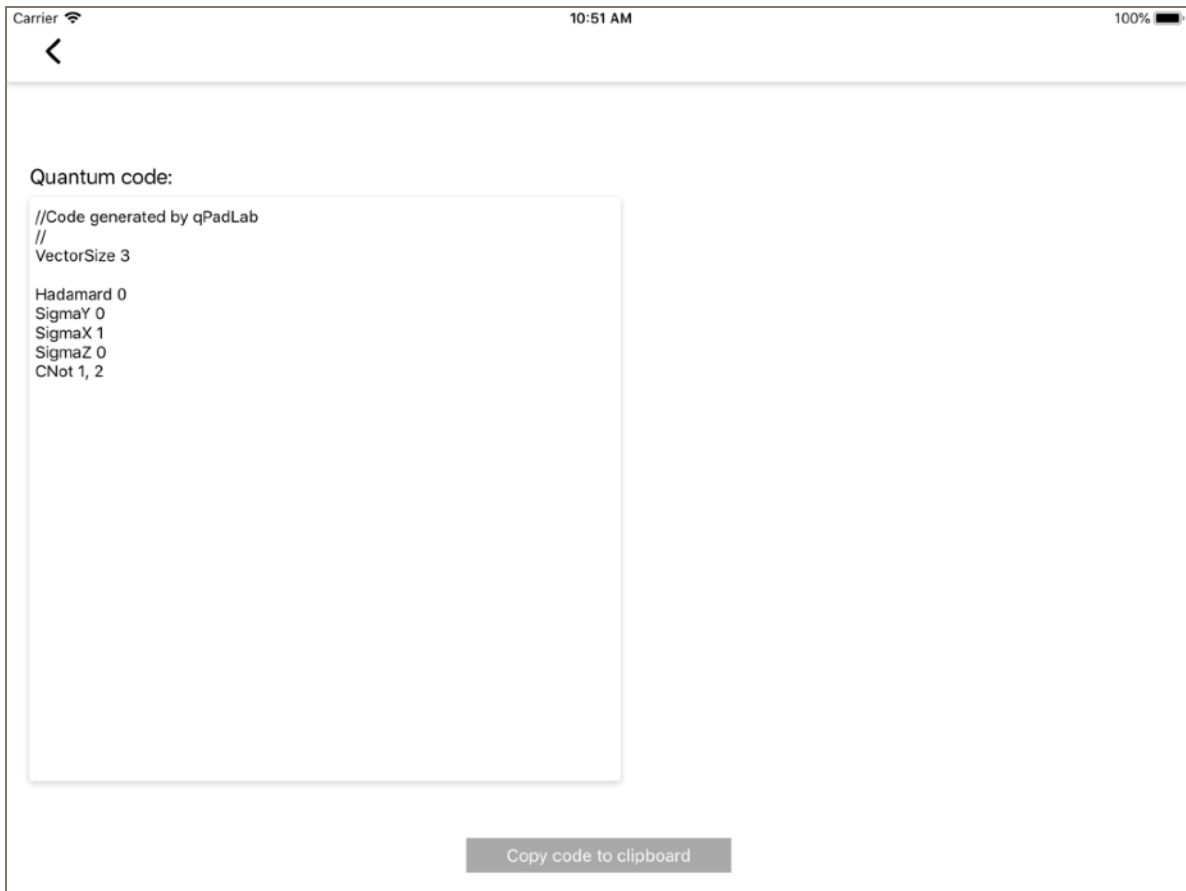 Carrier
10:51 AM
100%
Quantum code:
//Code generated by qPadLab
//
VectorSize 3
Hadamard 0
SigmaY 0
SigmaX 1
SigmaZ 0
CNot 1, 2
Copy code to clipboard